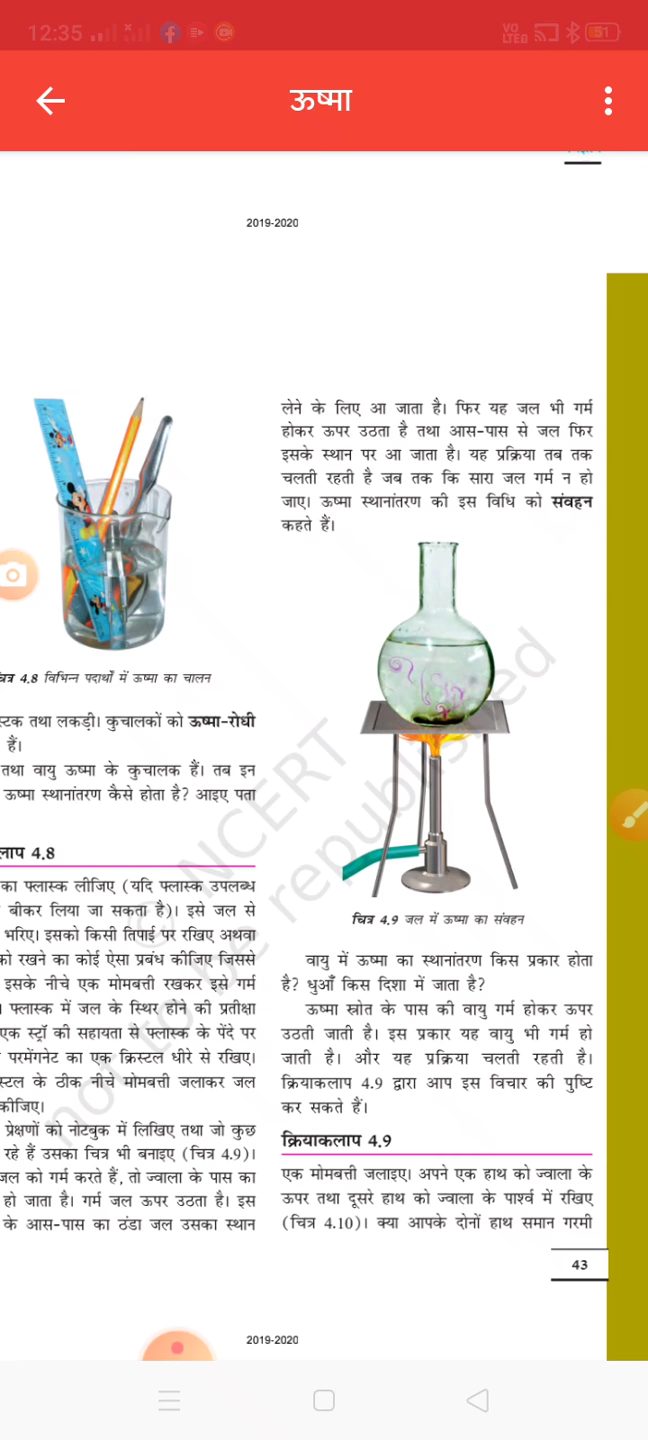 12:35
VO
LTE
51
ऊष्मा
2019-2020
चित्र 4.8 विभिन्न पदार्थों में ऊष्मा का चालन
स्टिक तथा लकड़ी। कुचालकों को ऊष्मा-रोधी
हैं।
तथा वायु ऊष्मा के कुचालक हैं। तब इन
ऊष्मा स्थानांतरण कैसे होता है? आइए पता
लाप 4.8
का फ्लास्क लीजिए (यदि फ्लास्क उपलब्ध
बीकर लिया जा सकता है)। इसे जल से
भरिए। इसको किसी तिपाई पर रखिए अथवा
को रखने का कोई ऐसा प्रबंध कीजिए जिससे
इसके नीचे एक मोमबत्ती रखकर इसे गर्म
। फ्लास्क में जल के स्थिर होने की प्रतीक्षा
एक स्ट्रॉ की सहायता से फ्लास्क के पेंदे पर
परमेंगनेट का एक क्रिस्टल धीरे से रखिए।
स्टल के ठीक नीचे मोमबत्ती जलाकर जल
कीजिए।
प्रेक्षणों को नोटबुक में लिखिए तथा जो कुछ
रहे हैं उसका चित्र भी बनाइए (चित्र 4.9)।
जल को गर्म करते हैं, तो ज्वाला के पास का
हो जाता है। गर्म जल ऊपर उठता है। इस
के आस-पास का ठंडा जल उसका स्थान
लेने के लिए आ जाता है। फिर यह जल भी गर्म
होकर ऊपर उठता है तथा आस-पास से जल फिर
इसके स्थान पर आ जाता है। यह प्रक्रिया तब तक
चलती रहती है जब तक कि सारा जल गर्म न हो
जाए। ऊष्मा स्थानांतरण की इस विधि को संवहन
कहते हैं।
चित्र 4.9 जल में ऊष्मा का संवहन
वायु में ऊष्मा का स्थानांतरण किस प्रकार होता
है? धुआँ किस दिशा में जाता है?
ऊष्मा स्रोत के पास की वायु गर्म होकर ऊपर
उठती जाती है। इस प्रकार यह वायु भी गर्म हो
जाती है। और यह प्रक्रिया चलती रहती है।
क्रियाकलाप 4.9 द्वारा आप इस विचार की पुष्टि
कर सकते हैं।
क्रियाकलाप 4.9
एक मोमबत्ती जलाइए। अपने एक हाथ को ज्वाला के
ऊपर तथा दूसरे हाथ को ज्वाला के पार्श्व में रखिए
(चित्र 4.10)। क्या आपके दोनों हाथ समान गरमी
43
© NCERT
not to be republished
2019-2020